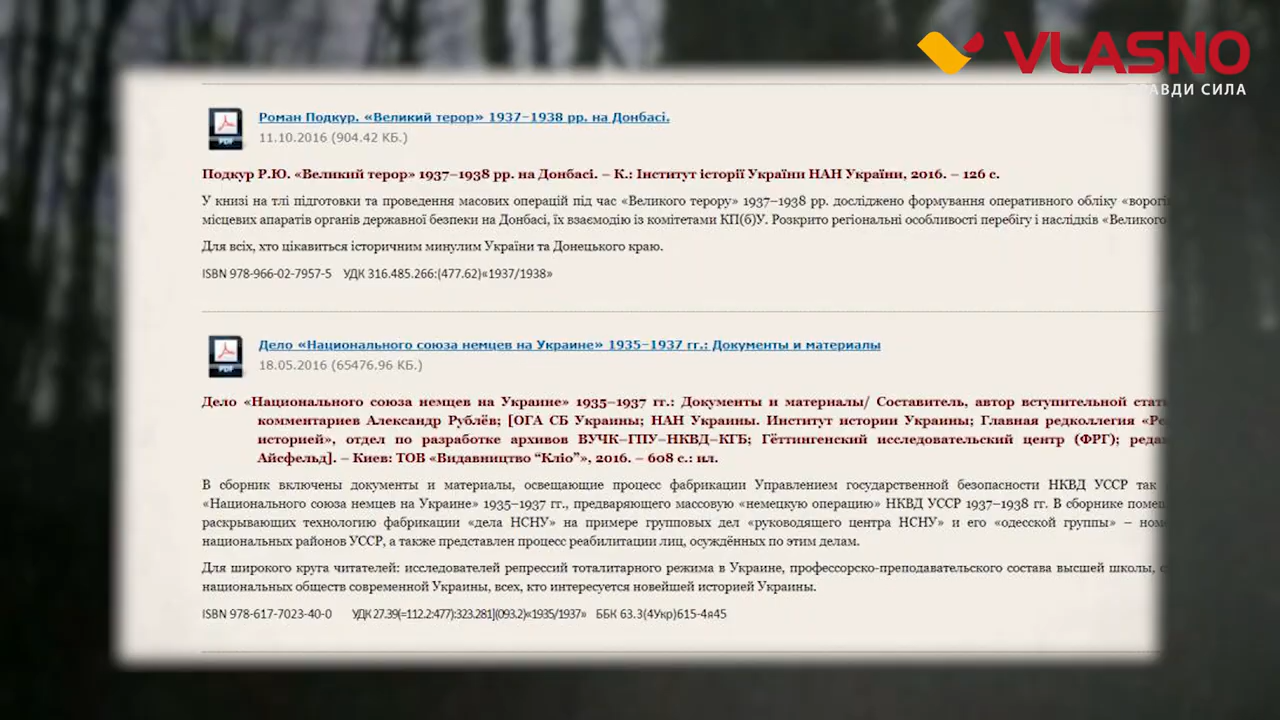 VLASNO
АВДИ СИЛА
PDF
Роман Подкур. «Великий терор» 1937–1938 рр. на Донбасі.
11.10.2016 (904.42 КБ.)
Подкур Р.Ю. «Великий терор» 1937–1938 рр. на Донбасі. – К.: Інститут історії України НАН України, 2016. – 126 с.
У книзі на тлі підготовки та проведення масових операцій під час «Великого терору» 1937–1938 рр. досліджено формування оперативного обліку
місцевих апаратів органів державної безпеки на Донбасі, їх взаємодію із комітетами КП(б)У. Розкрито регіональні особливості перебігу і наслідків «Великого
Для всіх, хто цікавиться історичним минулим України та Донецького краю.
ISBN 978-966-02-7957-5 УДК 316.485.266:(477.62)«1937/1938»
PDF
Дело «Национального союза немцев на Украине» 1935–1937 гг.: Документы и материалы
18.05.2016 (65476.96 КБ.)
Дело «Национального союза немцев на Украине» 1935–1937 гг.: Документы и материалы/ Составитель, автор вступительной
комментариев Александр Рублёв; [ОГА СБ Украины; НАН Украины. Институт истории Украины; Главная редколлегия
историей», отдел по разработке архивов ВУЧК–ГПУ–НКВД–КГБ; Гёттингенский исследовательский центр (ФРГ);
Айсфельд]. – Киев: ТОВ «Видавництво “Кліо”», 2016. – 608 с.: ил.
В сборник включены документы и материалы, освещающие процесс фабрикации Управлением государственной безопасности НКВД УССР так
«Национального союза немцев на Украине» 1935–1937 гг., предваряющего массовую «немецкую операцию» НКВД УССР 1937–1938 гг. В сборнике
раскрывающих технологию фабрикации «дела НСНУ» на примере групповых дел «руководящего центра НСНУ» и его «одесской группы» –
национальных районов УССР, а также представлен процесс реабилитации лиц, осуждённых по этим делам.
Для широкого круга читателей: исследователей репрессий тоталитарного режима в Украине, профессорско-преподавательского состава высшей школы,
национальных обществ современной Украины, всех, кто интересуется новейшей историей Украины.
ISBN 978-617-7023-40-0 УДК 27.39(=112.2:477):323.281](093.2)«1935/1937» ББК 63.3(4Укр)615-4я45